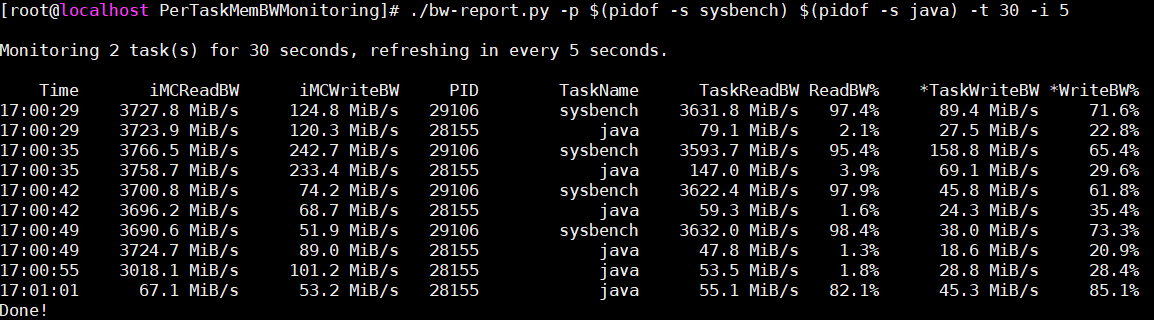 [root@localhost PerTaskMemBWMonitoring]# ./bw-report.py -p $(pidof -s sysbench) $(pidof -s java) -t 30 -i 5
Monitoring 2 task(s) for 30 seconds, refreshing in every 5 seconds.
Time iMCReadBW iMCWriteBW PID TaskName TaskReadBW ReadBW% *TaskWriteBW *WriteBW%
17:00:29 3727.8 MiB/s 124.8 MiB/s 29106 sysbench 3631.8 MiB/s 97.4% 89.4 MiB/s 71.6%
17:00:29 3723.9 MiB/s 120.3 MiB/s 28155 java 79.1 MiB/s 2.1% 27.5 MiB/s 22.8%
17:00:35 3766.5 MiB/s 242.7 MiB/s 29106 sysbench 3593.7 MiB/s 95.4% 158.8 MiB/s 65.4%
17:00:35 3758.7 MiB/s 233.4 MiB/s 28155 java 147.0 MiB/s 3.9% 69.1 MiB/s 29.6%
17:00:42 3700.8 MiB/s 74.2 MiB/s 29106 sysbench 3622.4 MiB/s 97.9% 45.8 MiB/s 61.8%
17:00:42 3696.2 MiB/s 68.7 MiB/s 28155 java 59.3 MiB/s 1.6% 24.3 MiB/s 35.4%
17:00:49 3690.6 MiB/s 51.9 MiB/s 29106 sysbench 3632.0 MiB/s 98.4% 38.0 MiB/s 73.3%
17:00:49 3724.7 MiB/s 89.0 MiB/s 28155 java 47.8 MiB/s 1.3% 18.6 MiB/s 20.9%
17:00:55 3018.1 MiB/s 101.2 MiB/s 28155 java 53.5 MiB/s 1.8% 28.8 MiB/s 28.4%
17:01:01 67.1 MiB/s 53.2 MiB/s 28155 java 55.1 MiB/s 82.1% 45.3 MiB/s 85.1%
Done!